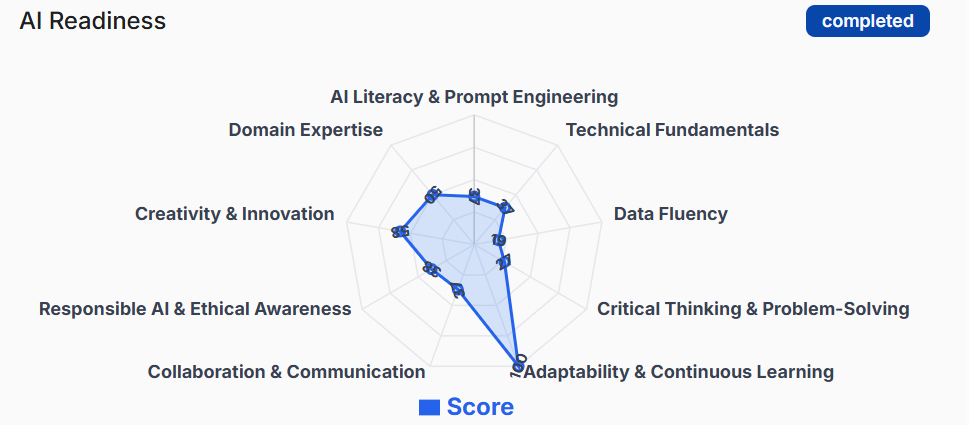 AI Readiness
completed
AI Literacy & Prompt Engineering
Domain Expertise
Technical Fundamentals
Creativity & Innovation
Data Fluency
Responsible AI & Ethical Awareness
Critical Thinking & Problem-Solving
Collaboration & Communication
100
Adaptability & Continuous Learning
Score